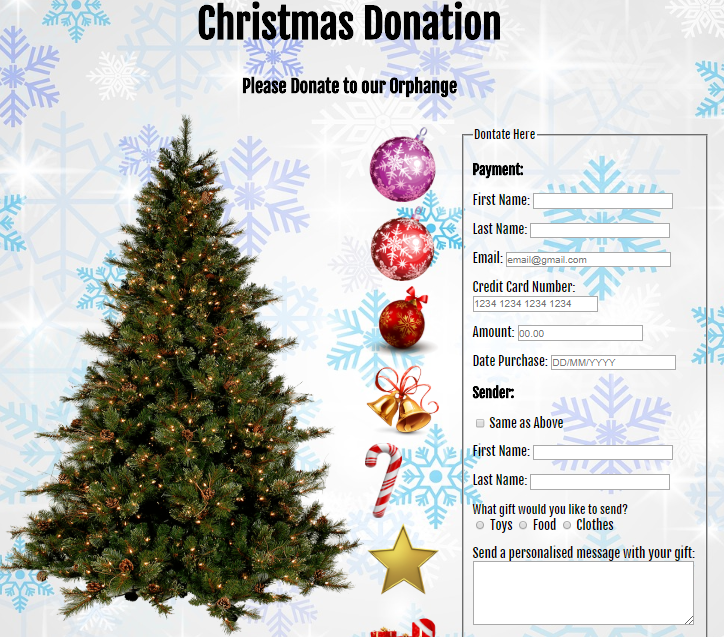 Christmas Donation
Please Donate to our Orphange
Dontate Here
Payment:
First Name:
Last Name:
Email: email@gmail.com
Credit Card Number:
1234 1234 1234 1234
Amount: 00.00
Date Purchase: DD/MM/YYYY
Sender:
Same as Above
First Name:
Last Name:
What gift would you like to send?
Toys Food Clothes
Send a personalised message with your gift: